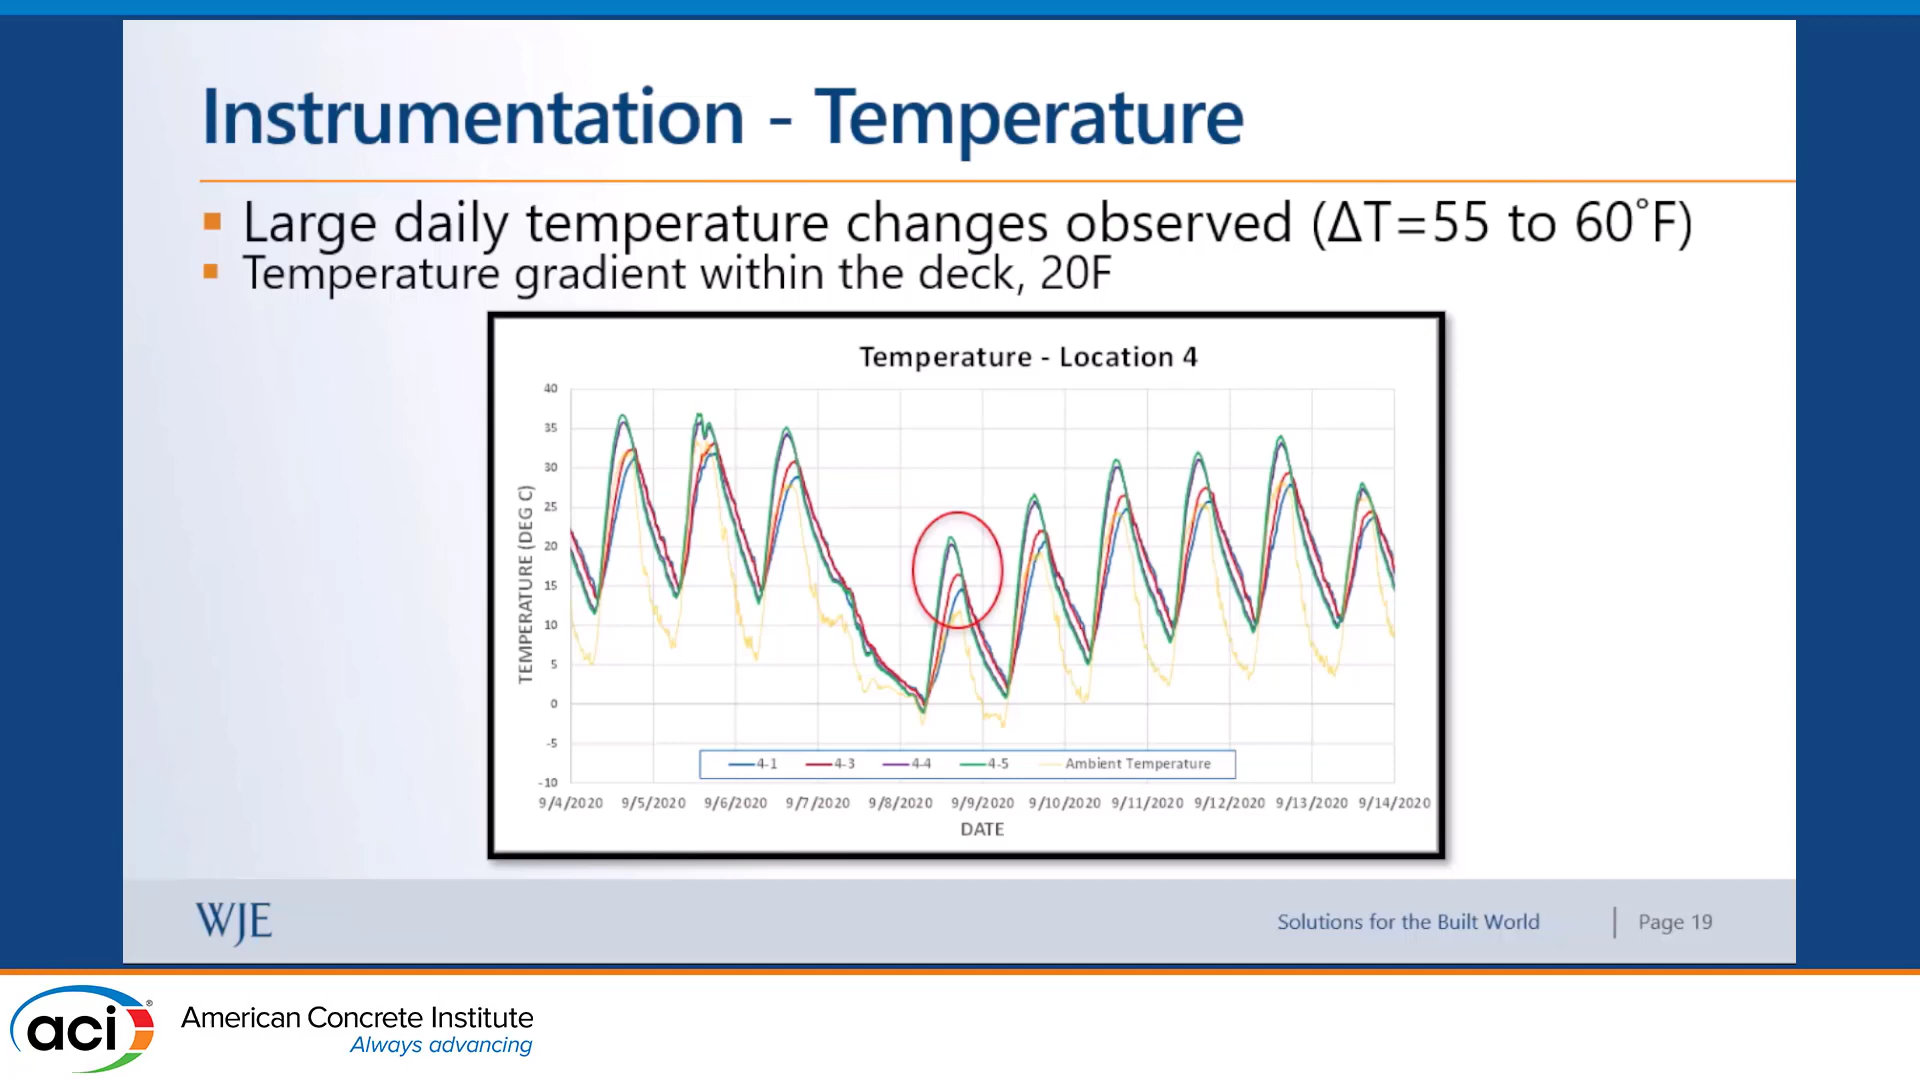 Instrumentation - Temperature
Large daily temperature changes observed (ΔT=55 to 60°F)
Temperature gradient within the deck, 20F
Temperature - Location 4
TEMPERATURE (DEG C)
40
35
30
25
20
15
10
5
0
-5
-10
4-1 4-3 4-4 4-5 Ambient Temperature
9/4/2020 9/5/2020 9/6/2020 9/7/2020 9/8/2020 9/9/2020 9/10/2020 9/11/2020 9/12/2020 9/13/2020 9/14/2020
DATE
WJE
Solutions for the Built World | Page 19
aci®
American Concrete Institute
Always advancing